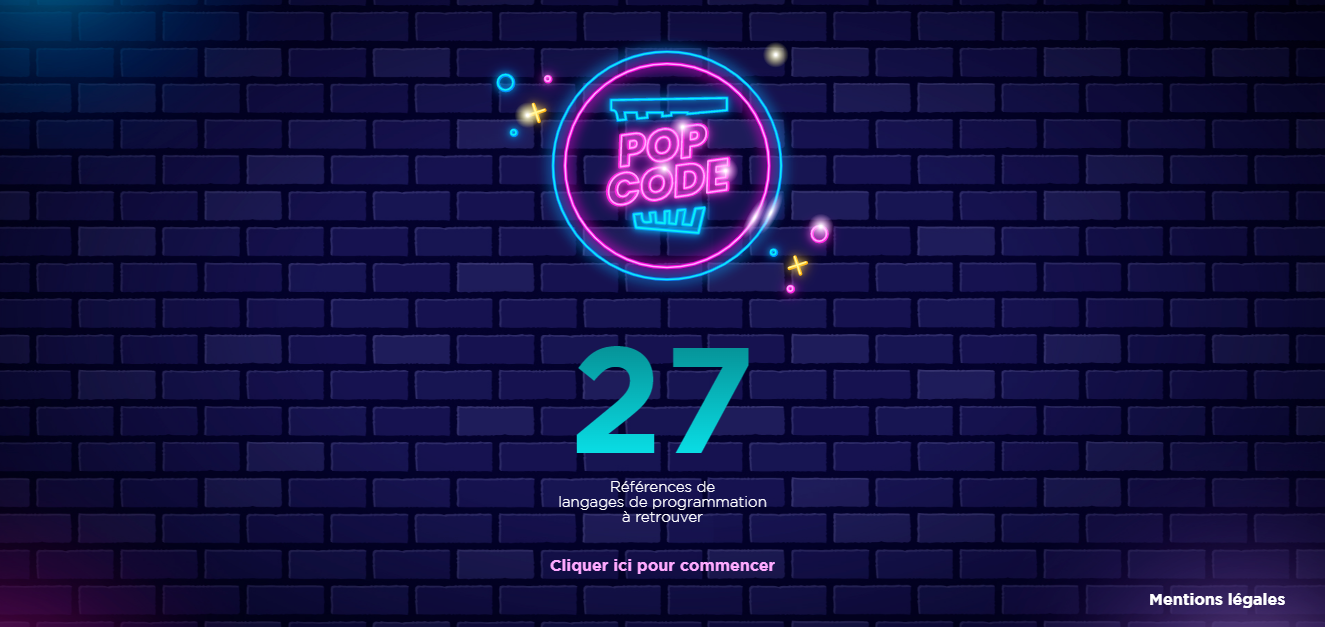 POP
CODE
27
Références de
langages de programmation
à retrouver
Cliquer ici pour commencer
Mentions légales